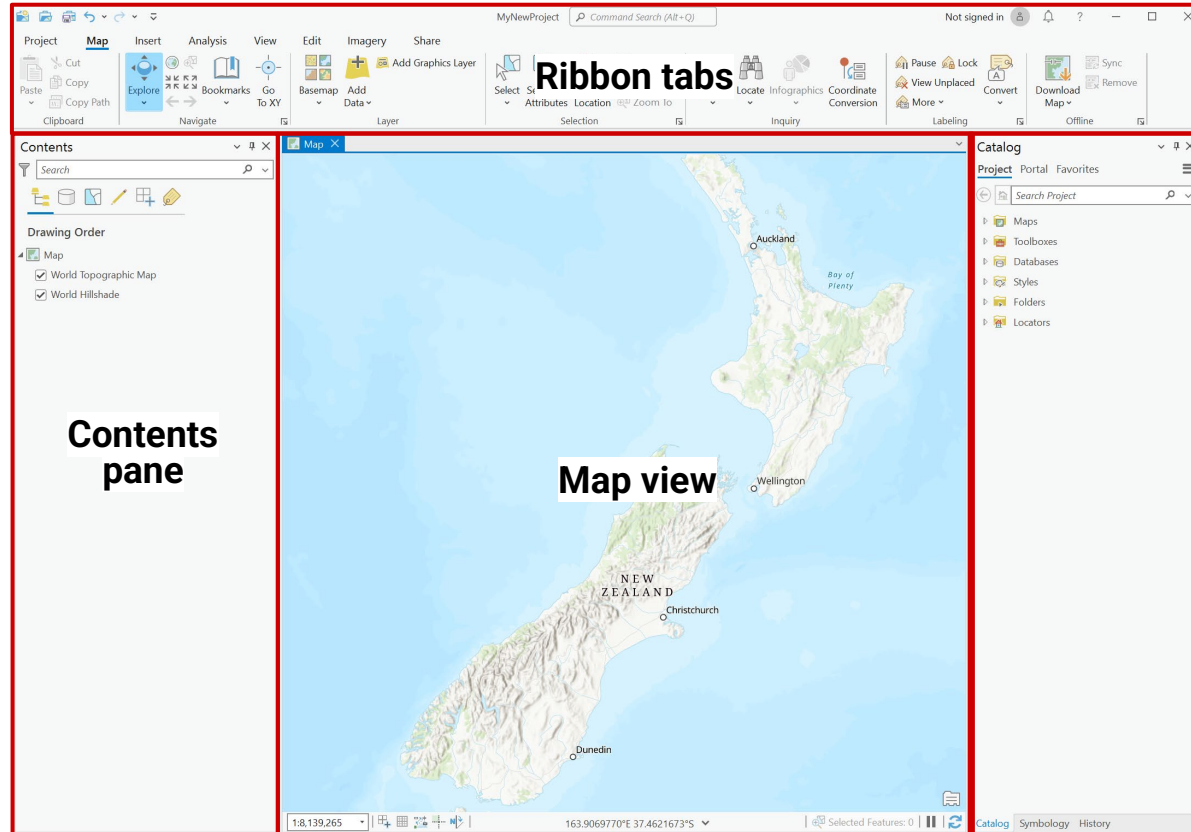 MyNewProject Command Search (Alt+Q) Not signed in ?
Project Map Insert Analysis View Edit Imagery Share
Cut
Copy
Copy Path
Paste
Clipboard
Explore
Bookmarks
Go
To XY
Navigate
Basemap
Add
Data
Add Graphics Layer
Layer
Select
Attributes Location Zoom To
Selection
Ribbon tabs
Locate Infographics Coordinate
Conversion
Inquiry
Pause Lock
View Unplaced
More
Convert
Labeling
Download
Map
Sync
Remove
Offline
Contents
Search
Drawing Order
Map
World Topographic Map
World Hillshade
Contents
pane
Map
Auckland
Bay of
Plenty
Map view
Wellington
NEW
ZEALAND
Christchurch
Dunedin
1:8,139,265 N 163.9069770°E 37.4621673°S Selected Features: 0
Catalog
Project Portal Favorites
Search Project
Maps
Toolboxes
Databases
Styles
Folders
Locators
Catalog Symbology History